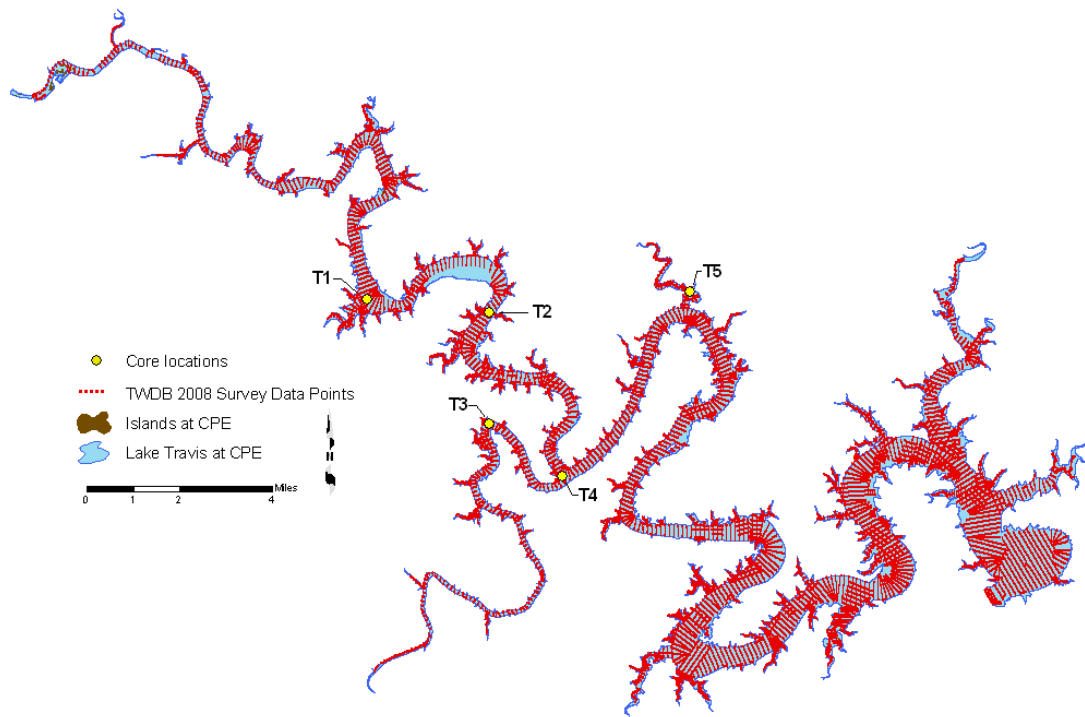 T1
T2
T5
T3
T4
Core locations
TWDB 2008 Survey Data Points
Islands at CPE
Lake Travis at CPE
Miles
0 1 2 4